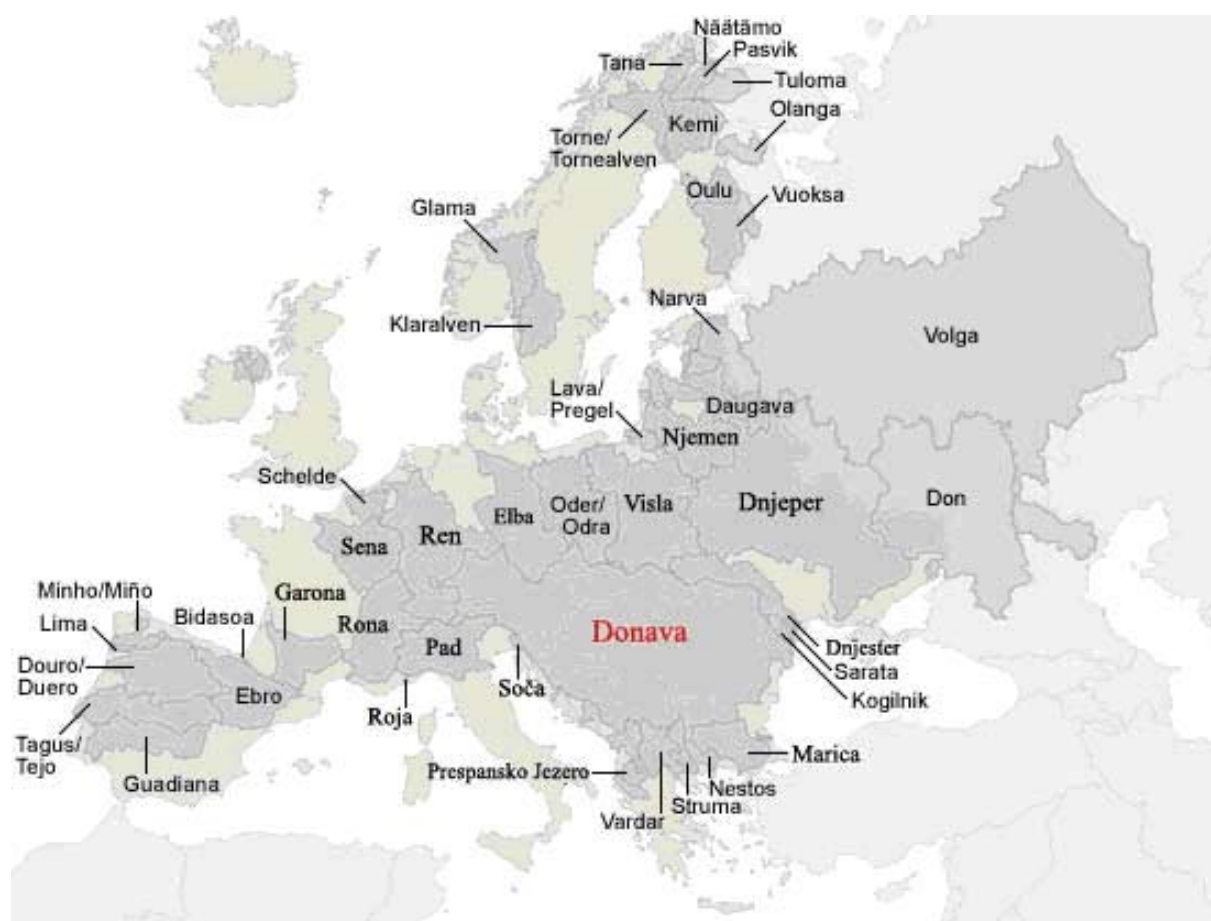 Näätämo
Pasvik
Tana
Tuloma
Olanga
Kemi
Torne/
Tornealven
Oulu
Vuoksa
Glama
Narva
Klaralven
Volga
Lava/
Pregel
Daugava
Njemen
Schelde
Dnjeper
Don
Elba
Oder/
Odra
Visla
Sena
Ren
Minho/Miño
Garona
Bidasoa
Lima
Rona
Donava
Pad
Dnjester
Sarata
Kogilnik
Douro/
Duero
Ebro
Soča
Roja
Tagus/
Tejo
Guadiana
Prespansko Jezero
Marica
Nestos
Struma
Vardar